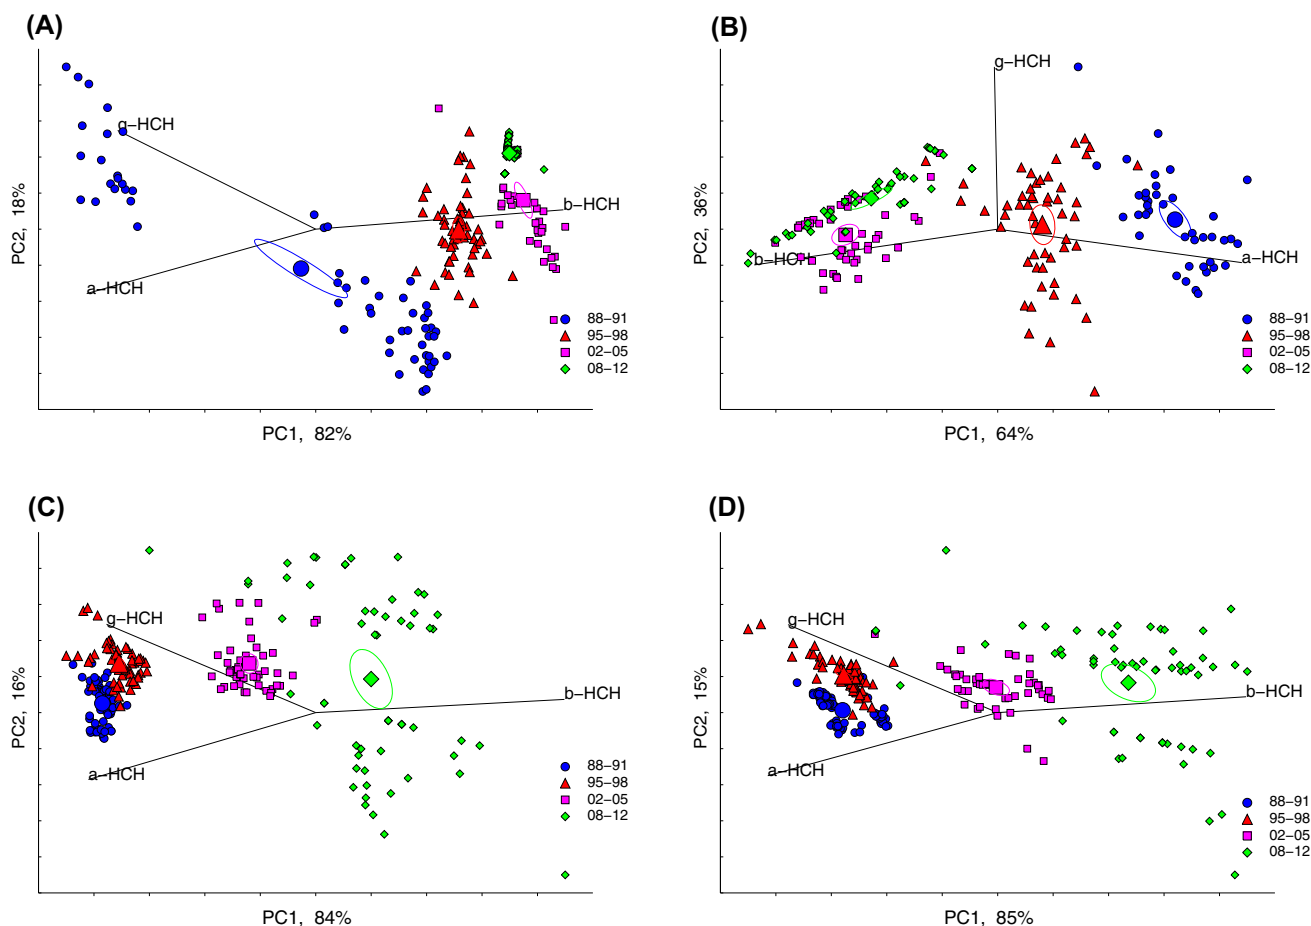 (A)
g−HCH
b−HCH
a−HCH
PC2, 18%
88−91
95−98
02−05
08−12
PC1, 82%
(B)
g−HCH
b−HCH
a−HCH
PC2, 36%
88−91
95−98
02−05
08−12
PC1, 64%
(C)
g−HCH
b−HCH
a−HCH
PC2, 16%
88−91
95−98
02−05
08−12
PC1, 84%
(D)
g−HCH
b−HCH
a−HCH
PC2, 15%
88−91
95−98
02−05
08−12
PC1, 85%